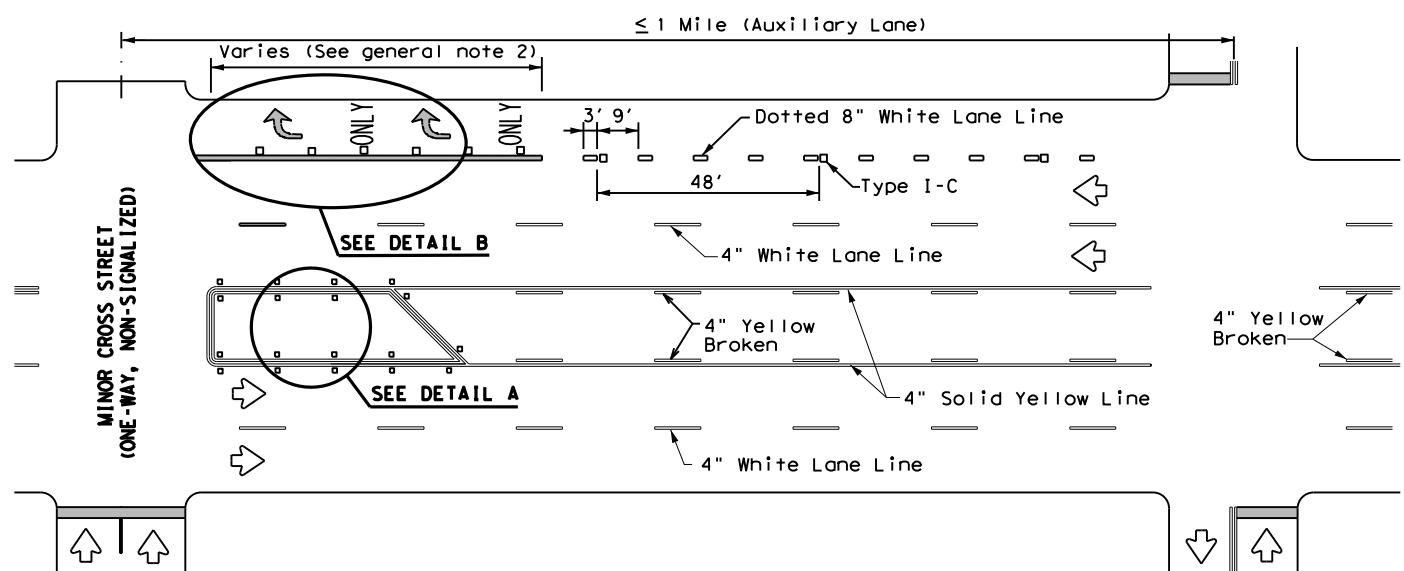 ≤ 1 Mile (Auxiliary Lane)
Varies (See general note 2)
ONLY
ONLY
3' 9'
Dotted 8" White Lane Line
48'
Type I-C
SEE DETAIL B
4" White Lane Line
MINOR CROSS STREET
(ONE-WAY, NON-SIGNALIZED)
4" Yellow
Broken
4" Yellow
Broken
SEE DETAIL A
4" Solid Yellow Line
4" White Lane Line